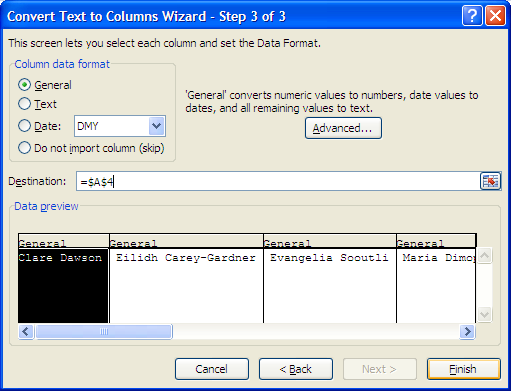 Convert Text to Columns Wizard - Step 3 of 3
This screen lets you select each column and set the Data Format.
Column data format
General
Text
Date: DMY
Do not import column (skip)
'General' converts numeric values to numbers, date values to
dates, and all remaining values to text.
Advanced...
Destination: =$A$4
Data preview
General General General General
Clare Dawson Eilidh Carey-Gardner Evangelia Sooutli Maria Dimop
Cancel < Back Next > Finish